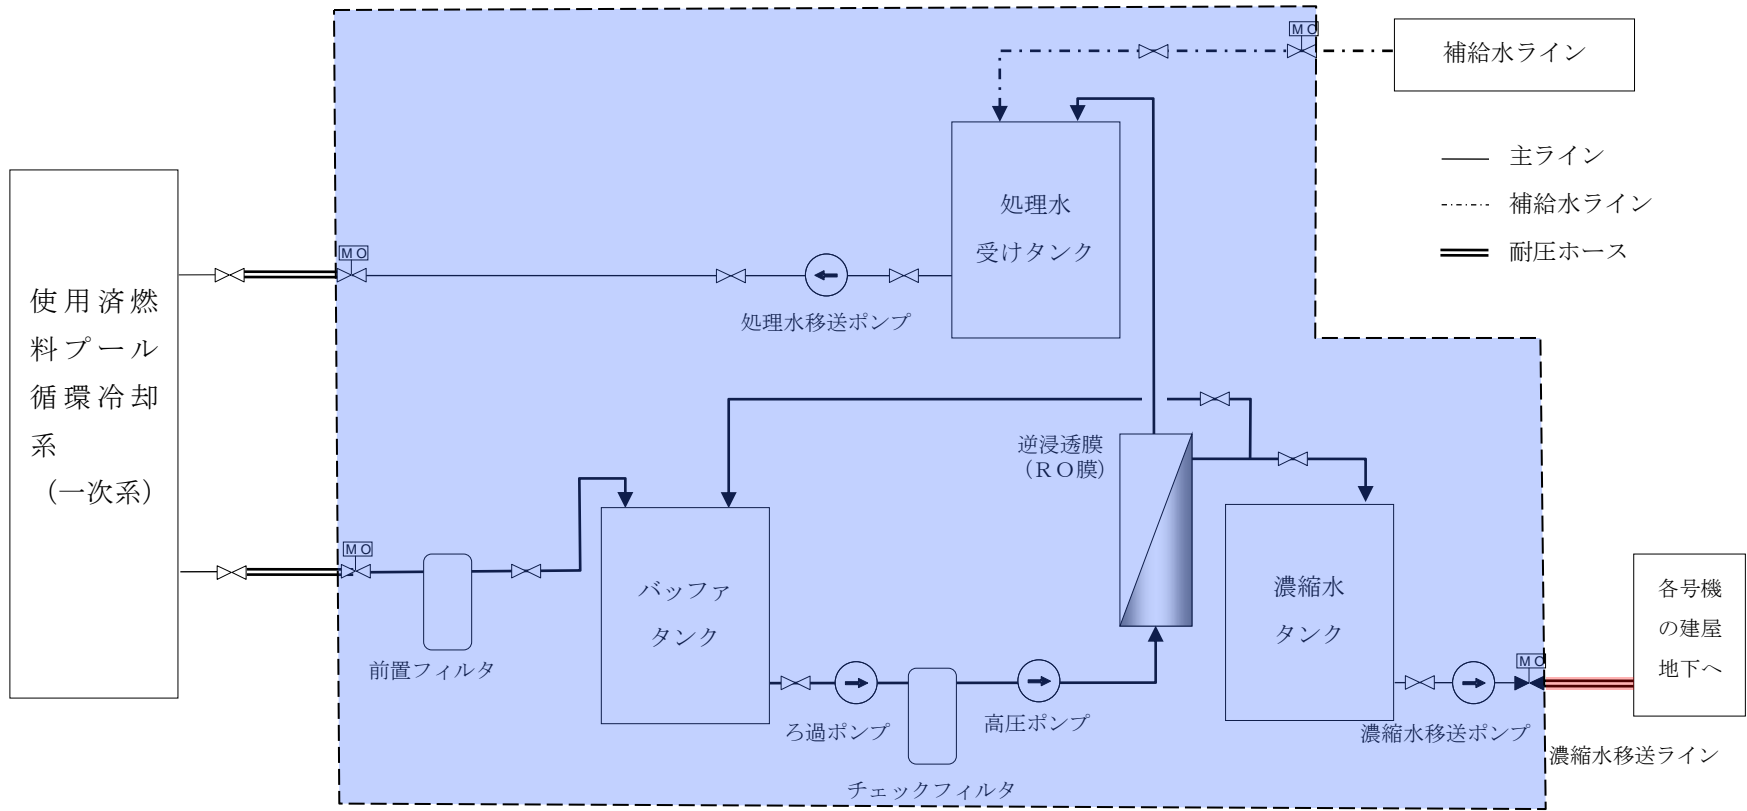 MO
補給水ライン
主ライン
補給水ライン
耐圧ホース
処理水
受けタンク
MO
処理水移送ポンプ
使用済燃
料プール
循環冷却
系
（一次系）
逆浸透膜
（ＲＯ膜）
MO
バッファ
タンク
濃縮水
タンク
各号機
の建屋
地下へ
前置フィルタ
MO
ろ過ポンプ
高圧ポンプ
濃縮水移送ポンプ
濃縮水移送ライン
チェックフィルタ